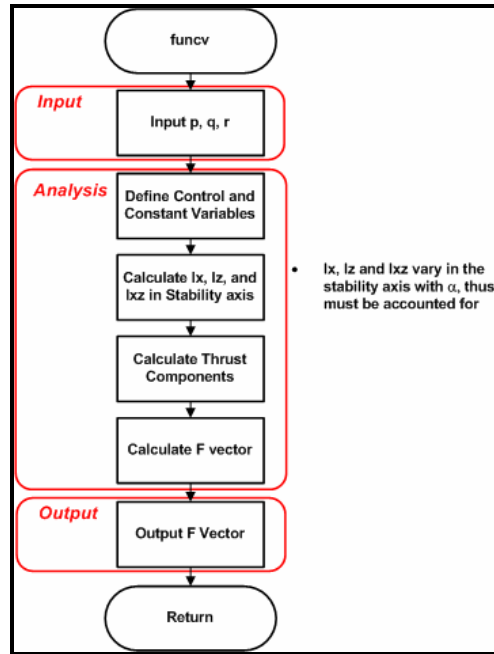 funcv
Input
Input p, q, r
Analysis
Define Control and
Constant Variables
Calculate Ix, Iz, and
Ixz in Stability axis
• Ix, Iz and Ixz vary in the
stability axis with α, thus
must be accounted for
Calculate Thrust
Components
Calculate F vector
Output
Output F Vector
Return